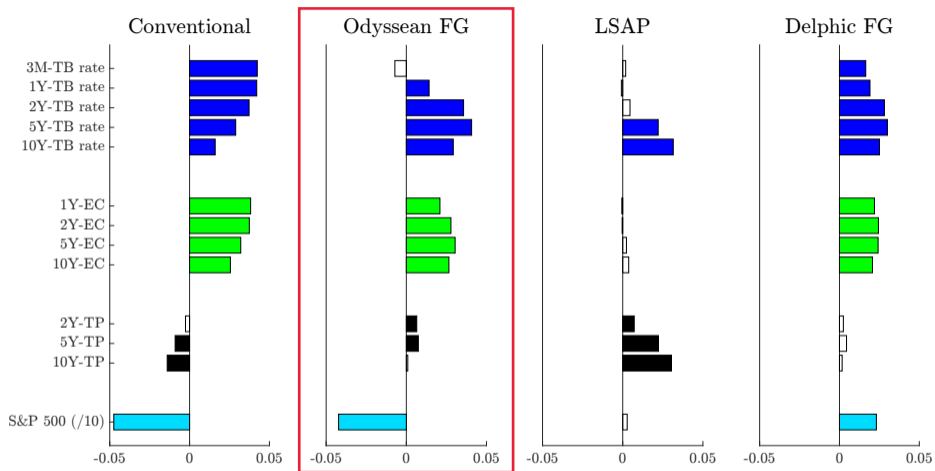 Conventional Odyssean FG LSAP Delphic FG
3M-TB rate
1Y-TB rate
2Y-TB rate
5Y-TB rate
10Y-TB rate
1Y-EC
2Y-EC
5Y-EC
10Y-EC
2Y-TP
5Y-TP
10Y-TP
S&P 500 (/10)
-0.05 0 0.05 -0.05 0 0.05 -0.05 0 0.05 -0.05 0 0.05